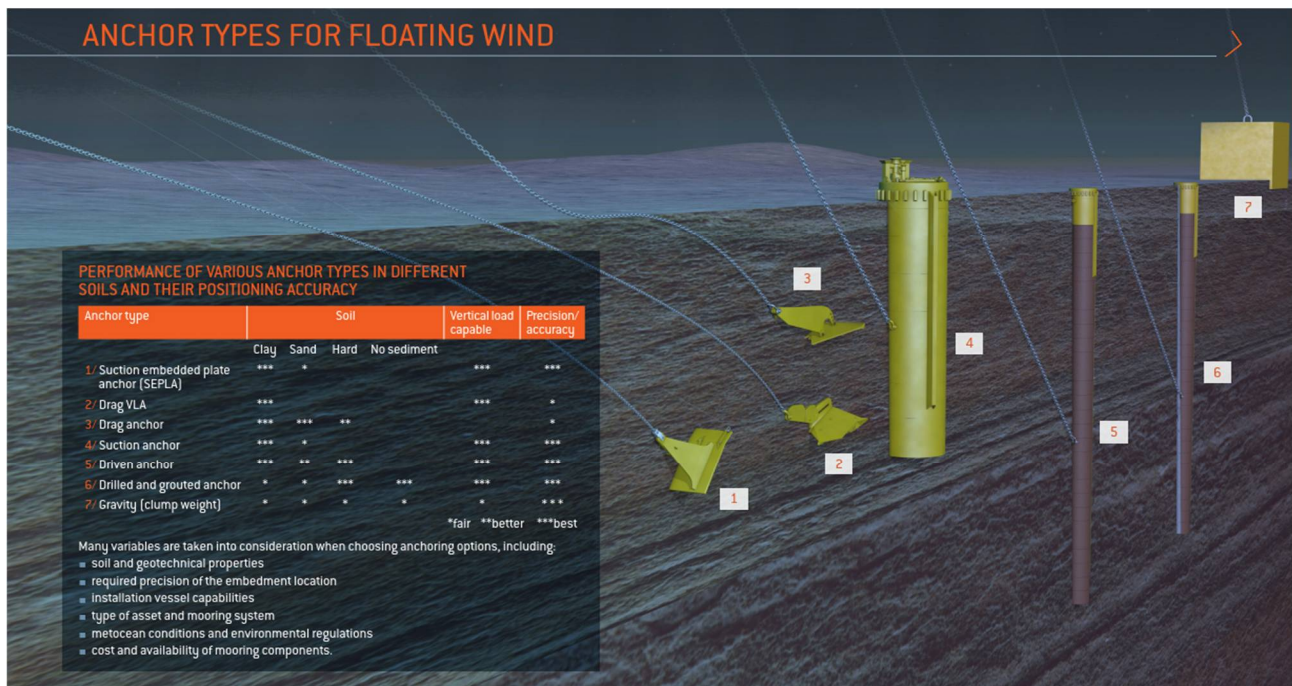 ANCHOR TYPES FOR FLOATING WIND
PERFORMANCE OF VARIOUS ANCHOR TYPES IN DIFFERENT
SOILS AND THEIR POSITIONING ACCURACY
Anchor type Soil Vertical load capable Precision/ accuracy
Clay Sand Hard No sediment
1/ Suction embedded plate anchor (SEPLA) *** * *** ***
2/ Drag VLA *** *** *
3/ Drag anchor *** *** ** *
4/ Suction anchor *** * *** ***
5/ Driven anchor *** ** *** *** ***
6/ Drilled and grouted anchor * * *** *** *** ***
7/ Gravity (clump weight) * * * * * ***
*fair **better ***best
Many variables are taken into consideration when choosing anchoring options, including:
▪ soil and geotechnical properties
▪ required precision of the embedment location
▪ installation vessel capabilities
▪ type of asset and mooring system
▪ metocean conditions and environmental regulations
▪ cost and availability of mooring components.
1
2
3
4
5
6
7